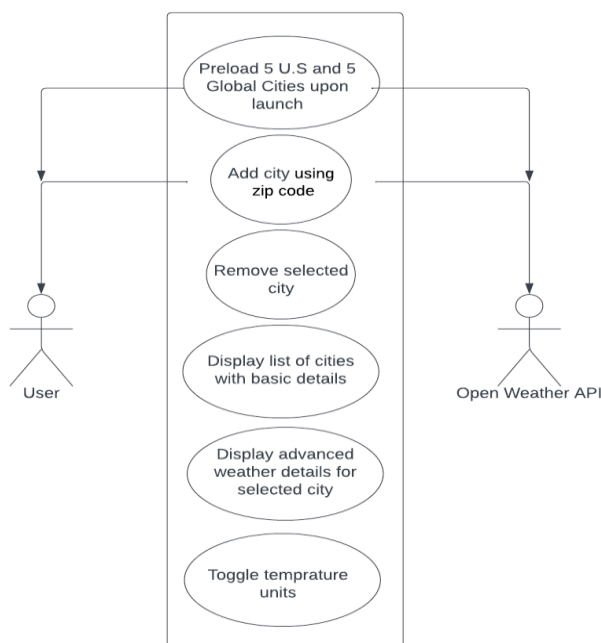 Preload 5 U.S and 5
Global Cities upon
launch
Add city using
zip code
Remove selected
city
Display list of cities
with basic details
User
Open Weather API
Display advanced
weather details for
selected city
Toggle temprature
units